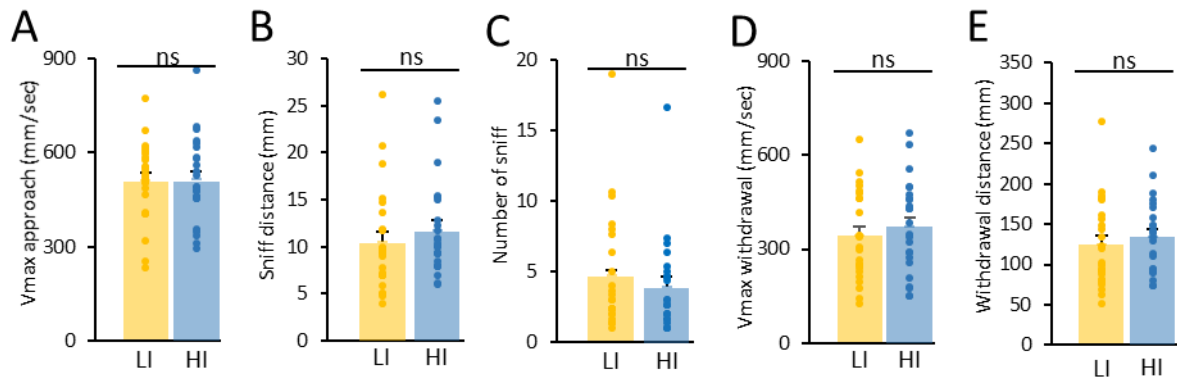 A
Vmax approach (mm/sec)
900
600
300
0
ns
LI
HI
B
Sniff distance (mm)
30
25
20
15
10
5
0
ns
LI
HI
C
Number of sniff
20
15
10
5
0
ns
LI
HI
D
Vmax withdrawal (mm/sec)
900
600
300
0
ns
LI
HI
E
Withdrawal distance (mm)
350
300
250
200
150
100
50
0
ns
LI
HI